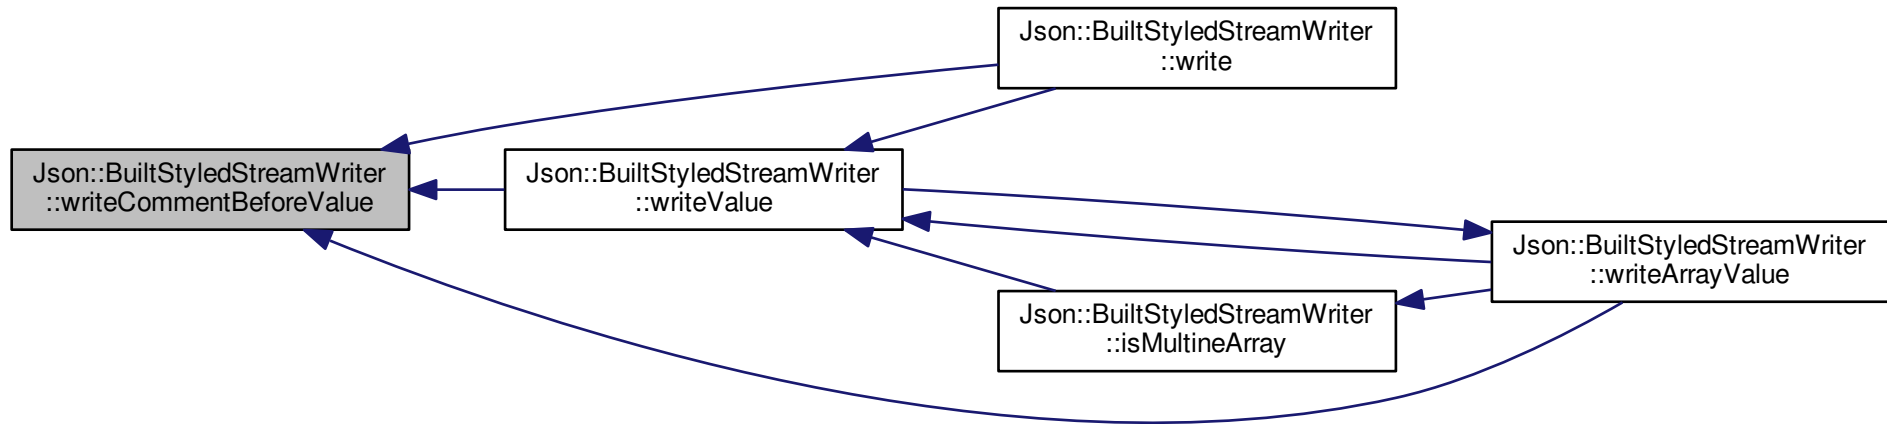 Json::BuiltStyledStreamWriter
::write
Json::BuiltStyledStreamWriter
::writeCommentBeforeValue
Json::BuiltStyledStreamWriter
::writeValue
Json::BuiltStyledStreamWriter
::writeArrayValue
Json::BuiltStyledStreamWriter
::isMultineArray